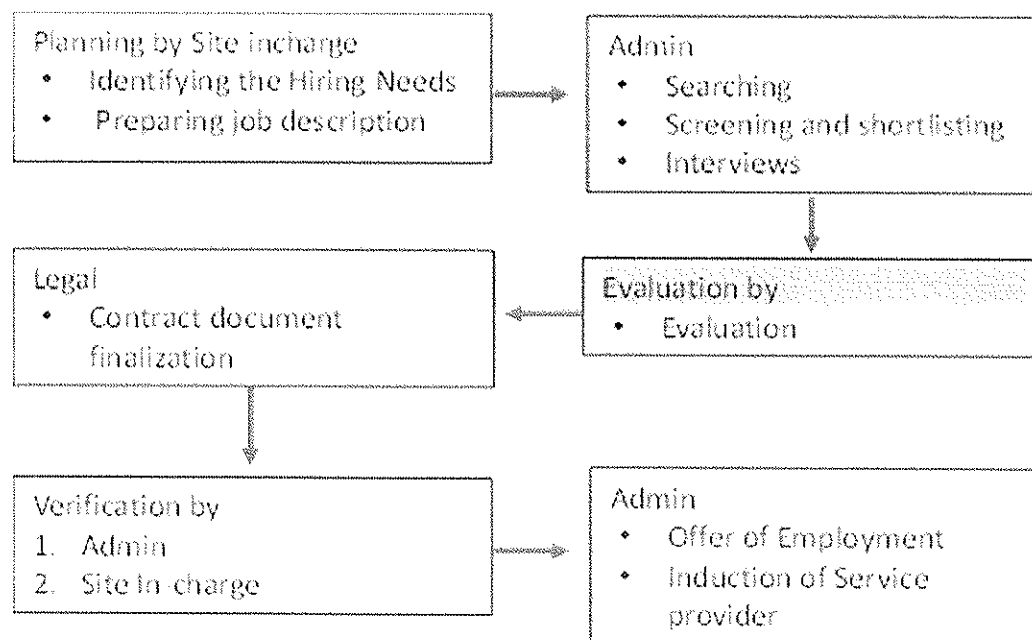 Planning by Site incharge
• Identifying the Hiring Needs
• Preparing job description
Admin
• Searching
• Screening and shortlisting
• Interviews
Evaluation by
• Evaluation
Legal
• Contract document
finalization
Verification by
1. Admin
2. Site In-charge
Admin
• Offer of Employment
• Induction of Service
provider